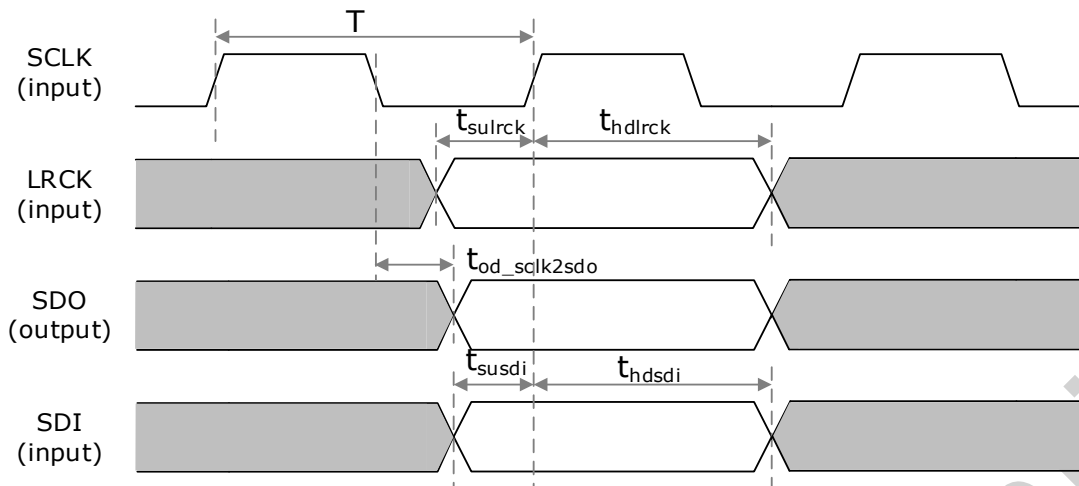 T
SCLK
(input)
tsulrck
thdlrck
LRCK
(input)
tod_sclk2sdo
SDO
(output)
tsusdi
thdsdi
SDI
(input)